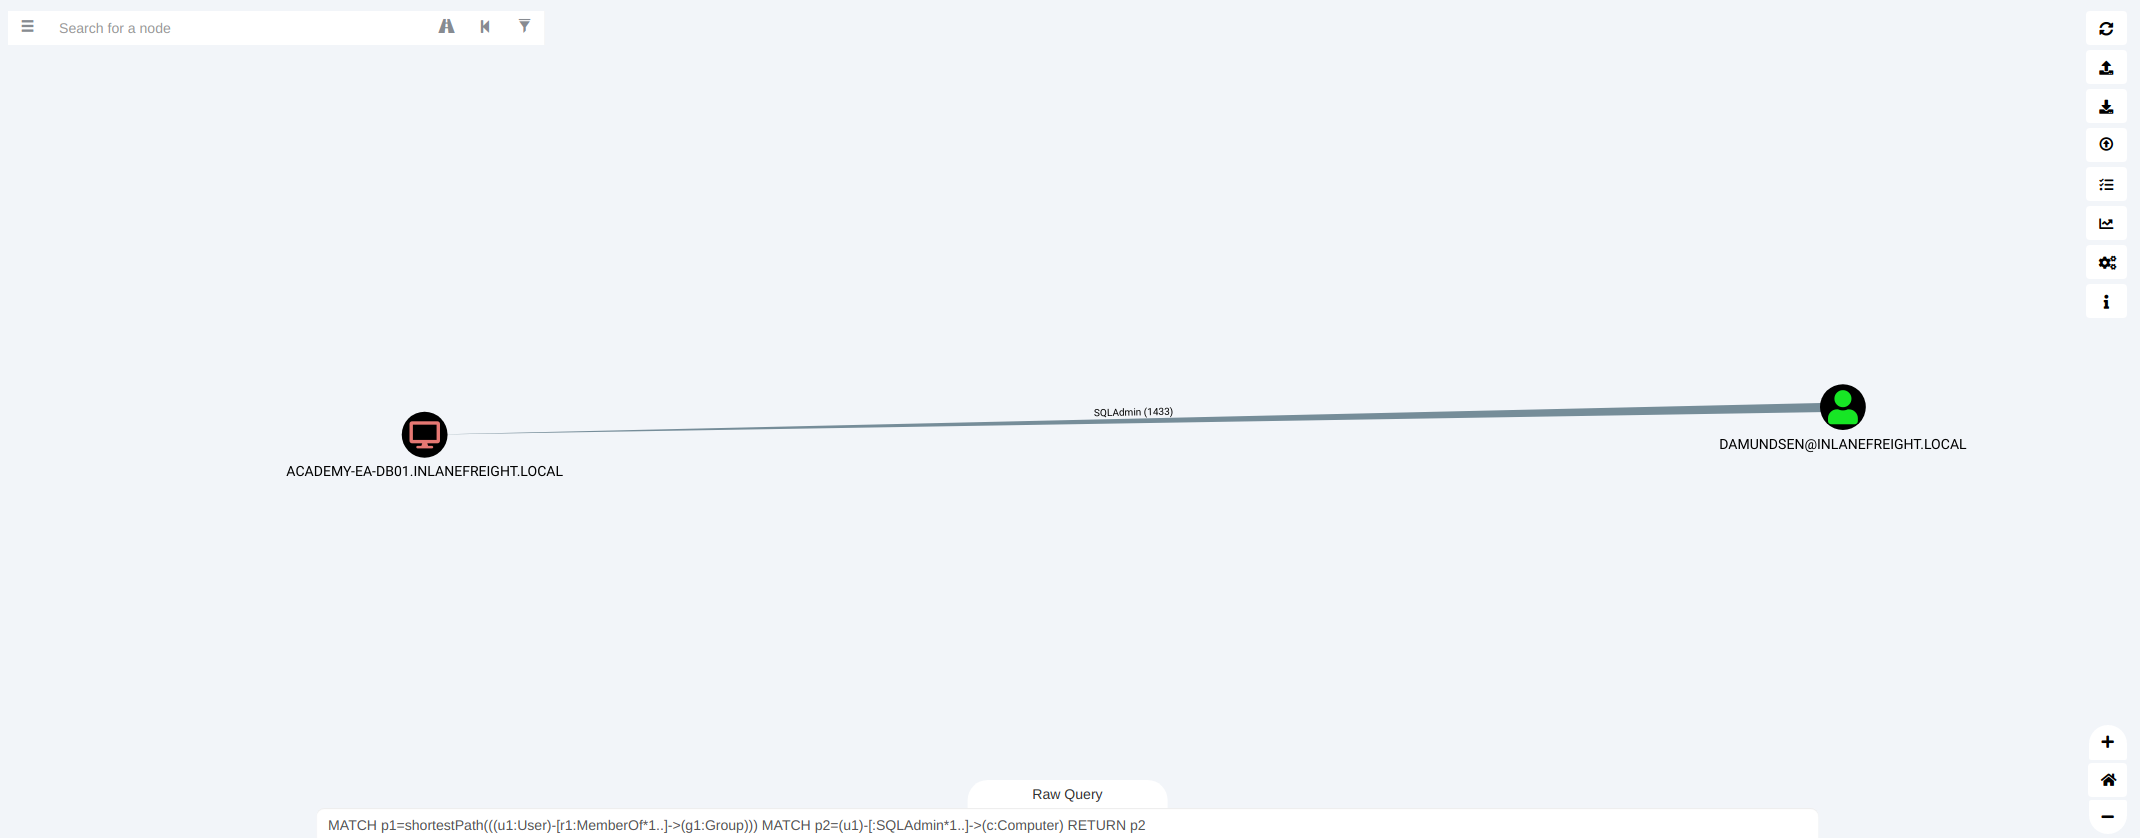 Search for a node
SQLAdmin (1433)
DAMUNDSEN@INLANEFREIGHT.LOCAL
ACADEMY-EA-DB01.INLANEFREIGHT.LOCAL
Raw Query
MATCH p1=shortestPath(((u1:User)-[r1:MemberOf*1..]->(g1:Group))) MATCH p2=(u1)-[:SQLAdmin*1..]->(c:Computer) RETURN p2